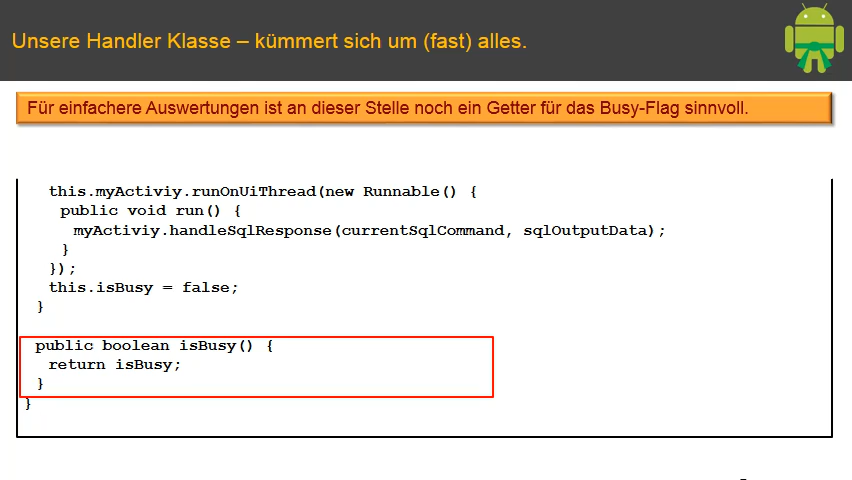 Unsere Handler Klasse – kümmert sich um (fast) alles.
Für einfachere Auswertungen ist an dieser Stelle noch ein Getter für das Busy-Flag sinnvoll.
this.myActiviy.runOnUiThread(new Runnable() {
public void run() {
myActiviy.handleSqlResponse(currentSqlCommand, sqlOutputData);
}
});
this.isBusy = false;
}
public boolean isBusy() {
return isBusy;
}
}